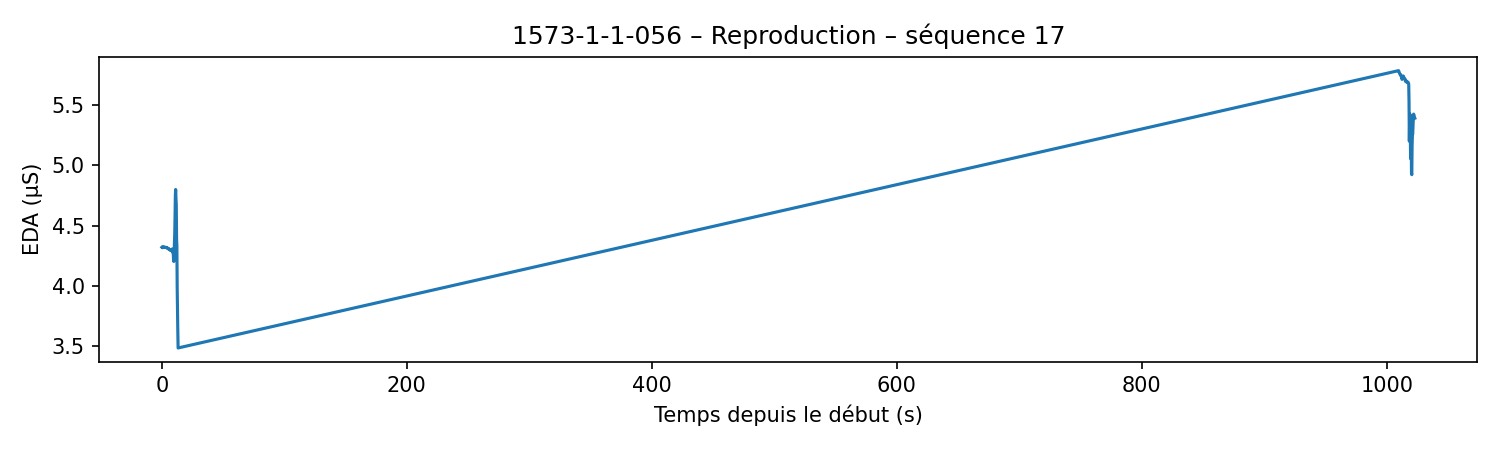 1573-1-1-056 – Reproduction – séquence 17
EDA (µS)
5.5
5.0
4.5
4.0
3.5
0 200 400 600 800 1000
Temps depuis le début (s)